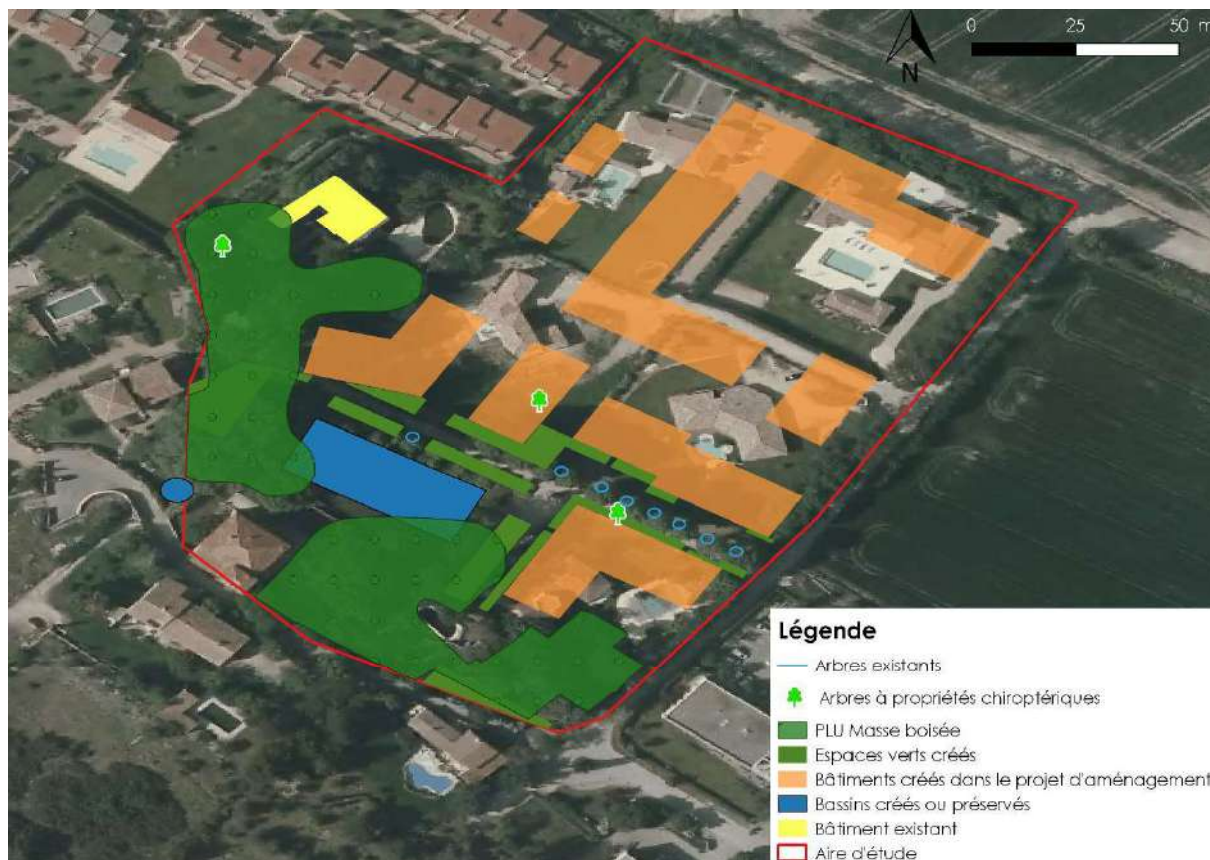 0 25 50 m
N
Légende
Arbres existants
Arbres à propriétés chiroptériques
PLU Masse boisée
Espaces verts créés
Bâtiments créés dans le projet d'aménagement
Bassins créés ou préservés
Bâtiment existant
Aire d'étude